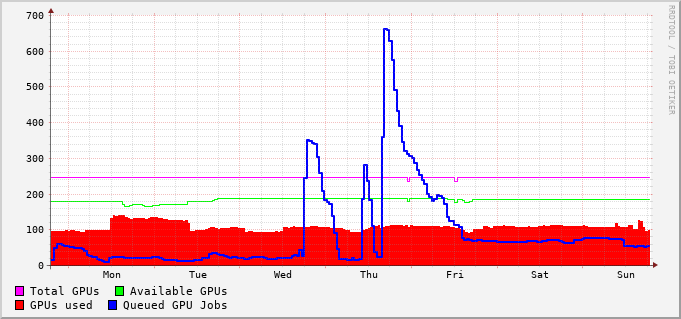 700
600
500
400
300
200
100
0
Mon Tue Wed Thu Fri Sat Sun
Total GPUs Available GPUs
GPUs used Queued GPU Jobs
RRDTOOL / TOBI OETIKER